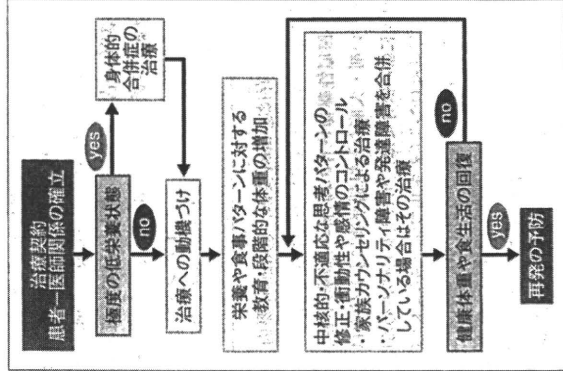 治療契約
患者―医師関係の確立
極度の低栄養状態
yes
身体的
合併症の
治療
no
治療への動機づけ
栄養や食事パターンに対する
教育・段階的な体重の増加
中核的・不適応な思考パターンの
修正・衝動性や感情のコントロール
・家族カウンセリングによる治療
・パーソナリティ障害や発達障害を合併
している場合はその治療
健康体重や食生活の回復
no
yes
再発の予防